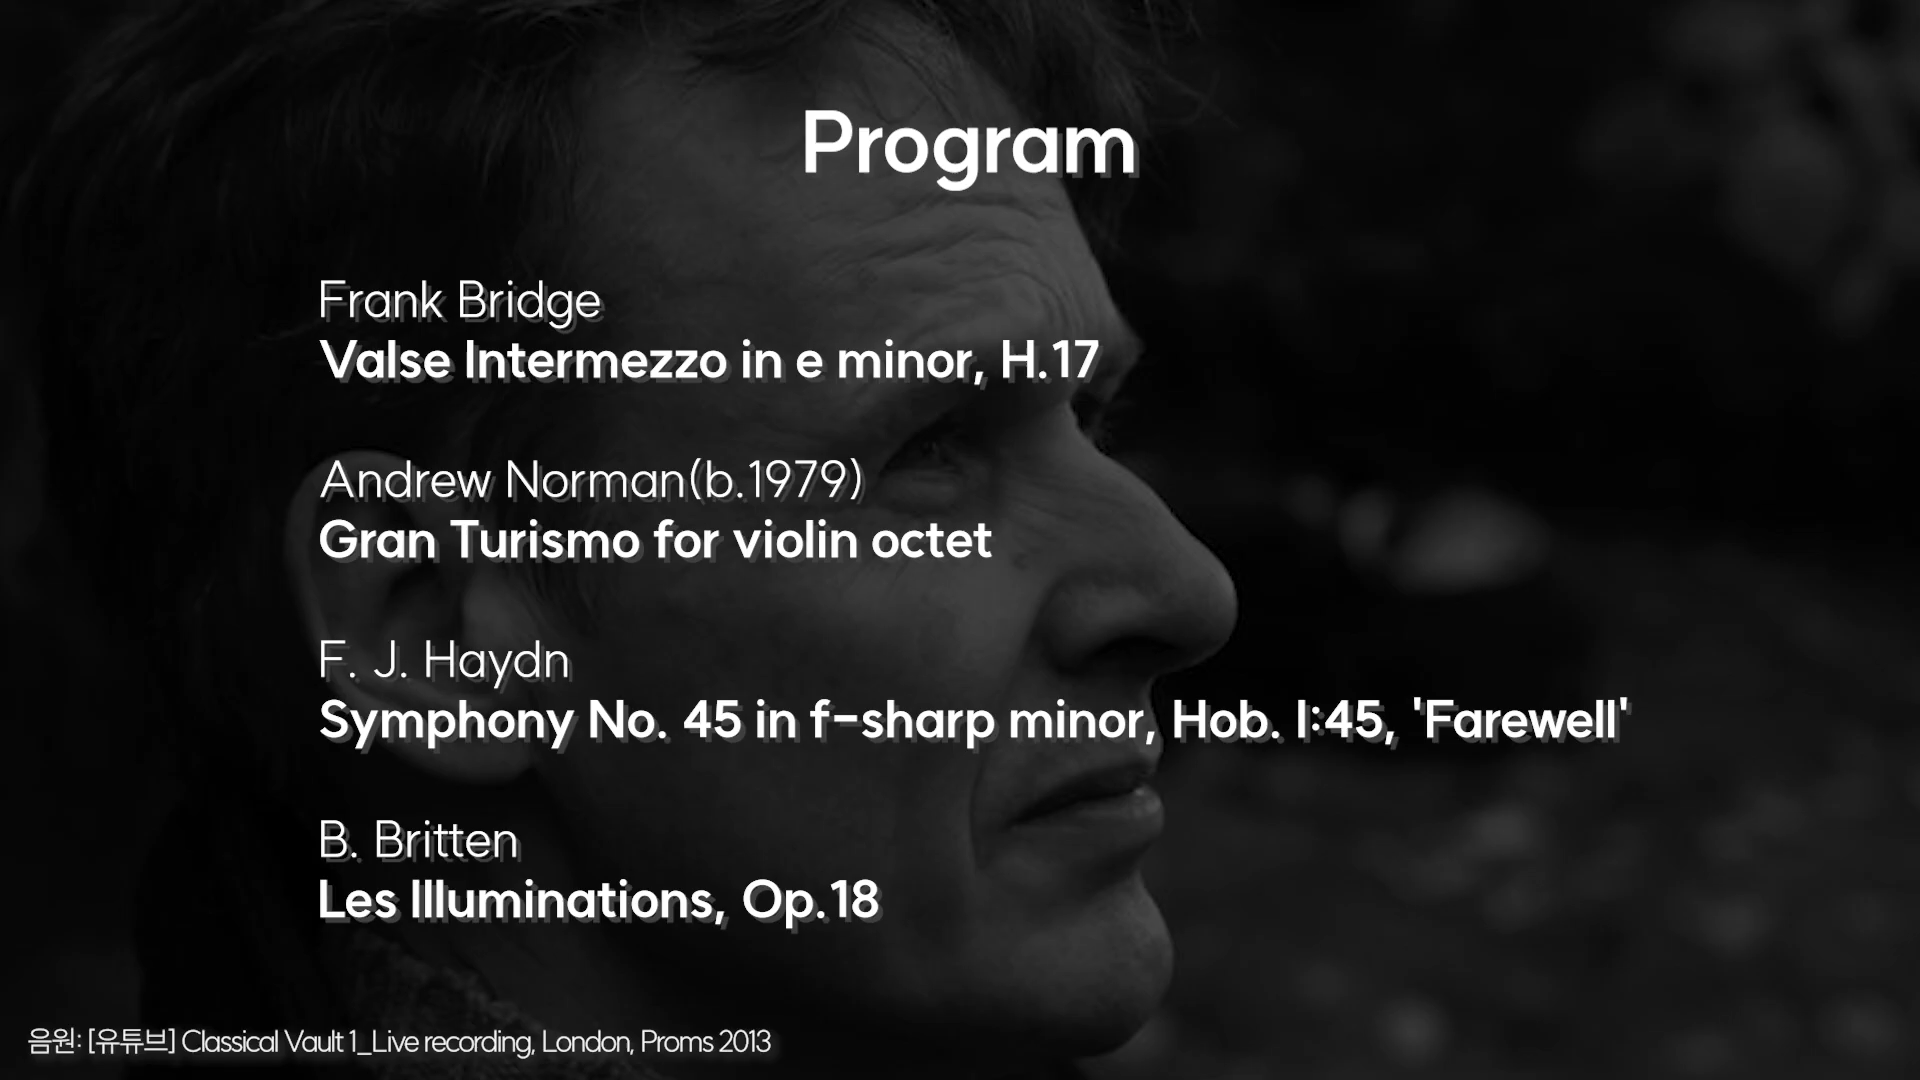 Program
Frank Bridge
Valse Intermezzo in e minor, H.17
Andrew Norman(b.1979)
Gran Turismo for violin octet
F. J. Haydn
Symphony No. 45 in f-sharp minor, Hob. I:45, 'Farewell'
B. Britten
Les Illuminations, Op.18
음원: [유튜브] Classical Vault 1_Live recording, London, Proms 2013